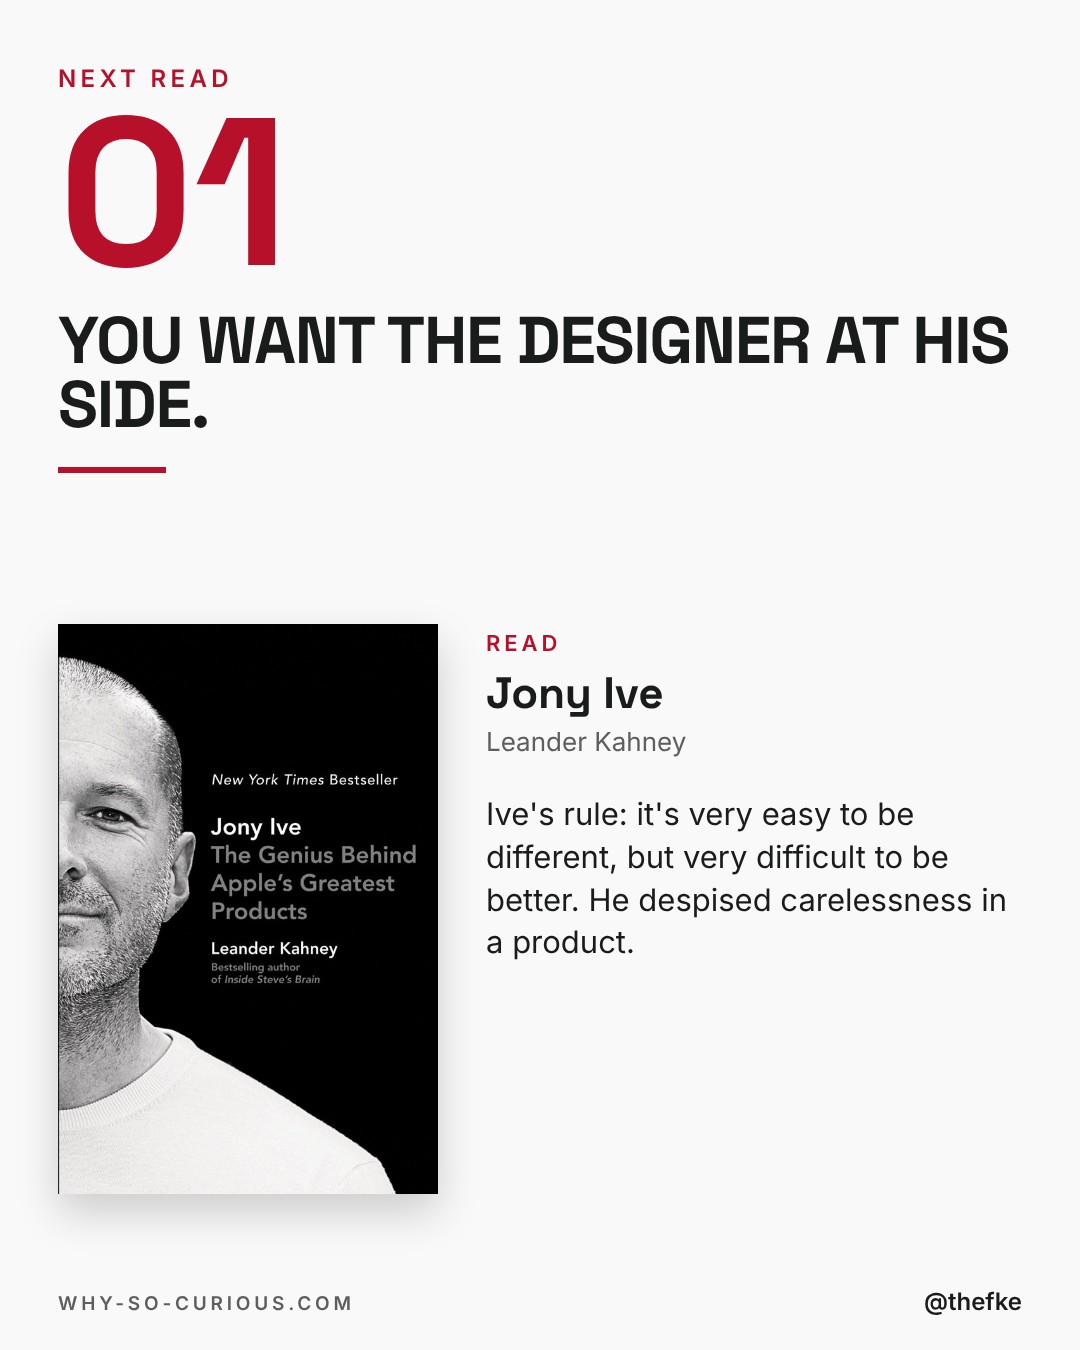 NEXT READ
01
YOU WANT THE DESIGNER AT HIS
SIDE.
New York Times Bestseller
Jony Ive
The Genius Behind
Apple’s Greatest
Products
Leander Kahney
Bestselling author
of Inside Steve’s Brain
READ
Jony Ive
Leander Kahney
Ive's rule: it's very easy to be
different, but very difficult to be
better. He despised carelessness in
a product.
WHY-SO-CURIOUS.COM
@thefke